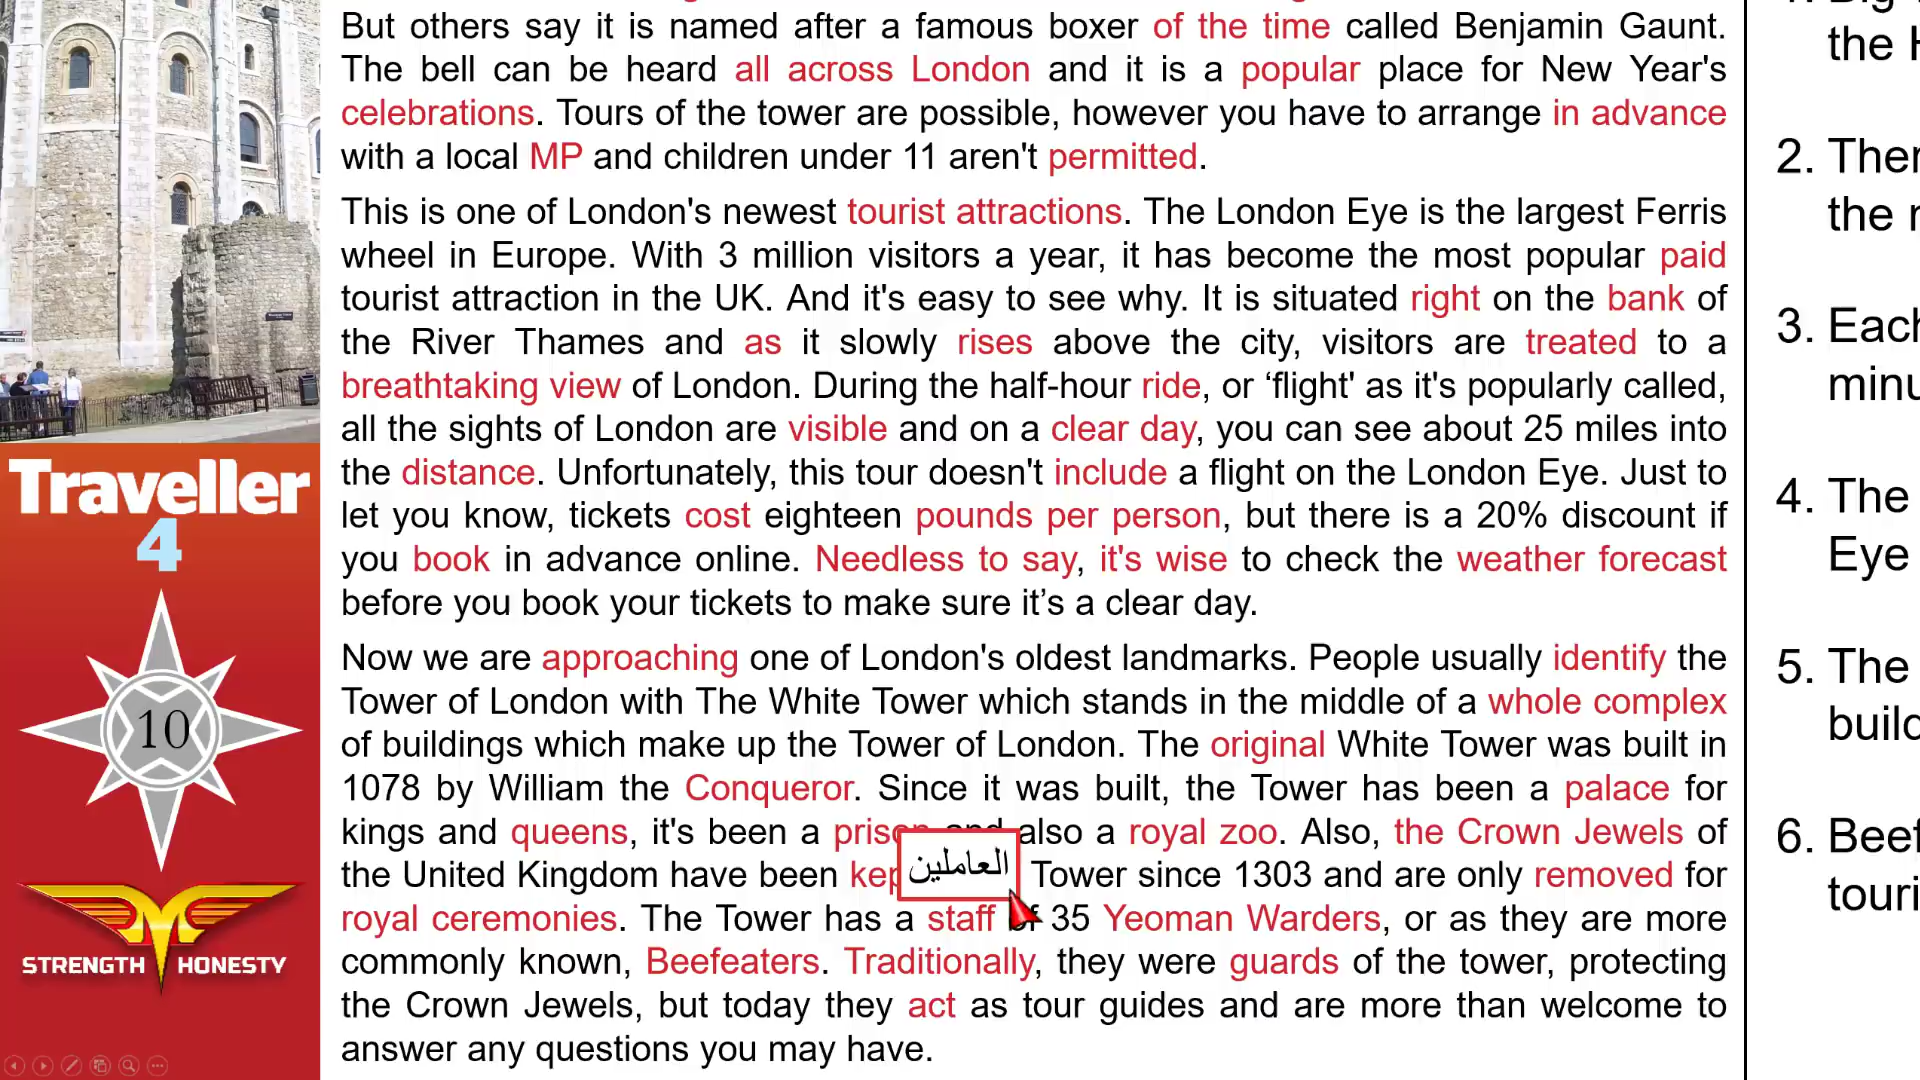 But others say it is named after a famous boxer of the time called Benjamin Gaunt.
The bell can be heard all across London and it is a popular place for New Year's
celebrations. Tours of the tower are possible, however you have to arrange in advance
with a local MP and children under 11 aren't permitted.
This is one of London's newest tourist attractions. The London Eye is the largest Ferris
wheel in Europe. With 3 million visitors a year, it has become the most popular paid
tourist attraction in the UK. And it's easy to see why. It is situated right on the bank of
the River Thames and as it slowly rises above the city, visitors are treated to a
breathtaking view of London. During the half-hour ride, or ‘flight' as it's popularly called,
all the sights of London are visible and on a clear day, you can see about 25 miles into
the distance. Unfortunately, this tour doesn't include a flight on the London Eye. Just to
let you know, tickets cost eighteen pounds per person, but there is a 20% discount if
you book in advance online. Needless to say, it's wise to check the weather forecast
before you book your tickets to make sure it’s a clear day.
Now we are approaching one of London's oldest landmarks. People usually identify the
Tower of London with The White Tower which stands in the middle of a whole complex
of buildings which make up the Tower of London. The original White Tower was built in
1078 by William the Conqueror. Since it was built, the Tower has been a palace for
kings and queens, it's been a prison and also a royal zoo. Also, the Crown Jewels of
the United Kingdom have been Tower since 1303 and are only removed for
العاملين
royal ceremonies. The Tower has a staff of 35 Yeoman Warders, or as they are more
commonly known, Beefeaters. Traditionally, they were guards of the tower, protecting
the Crown Jewels, but today they act as tour guides and are more than welcome to
answer any questions you may have.
the
2.
the
3.
4. The
Eye
5. The
6.
Traveller
4
10
STRENGTH HONESTY